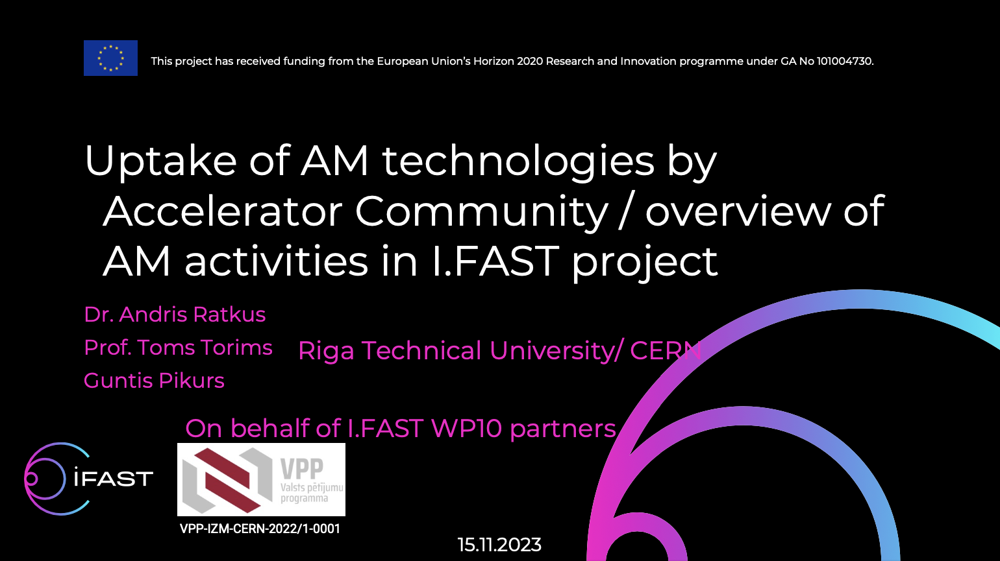 This project has received funding from the European Union’s Horizon 2020 Research and Innovation programme under GA No 101004730.
Uptake of AM technologies by
Accelerator Community / overview of
AM activities in I.FAST project
Dr. Andris Ratkus
Prof. Toms Torims
Riga Technical University/ CERN
Guntis Pikurs
On behalf of I.FAST WP10 partners
iFAST
VPP
Valsts pētījumu
programma
VPP-IZM-CERN-2022/1-0001
15.11.2023